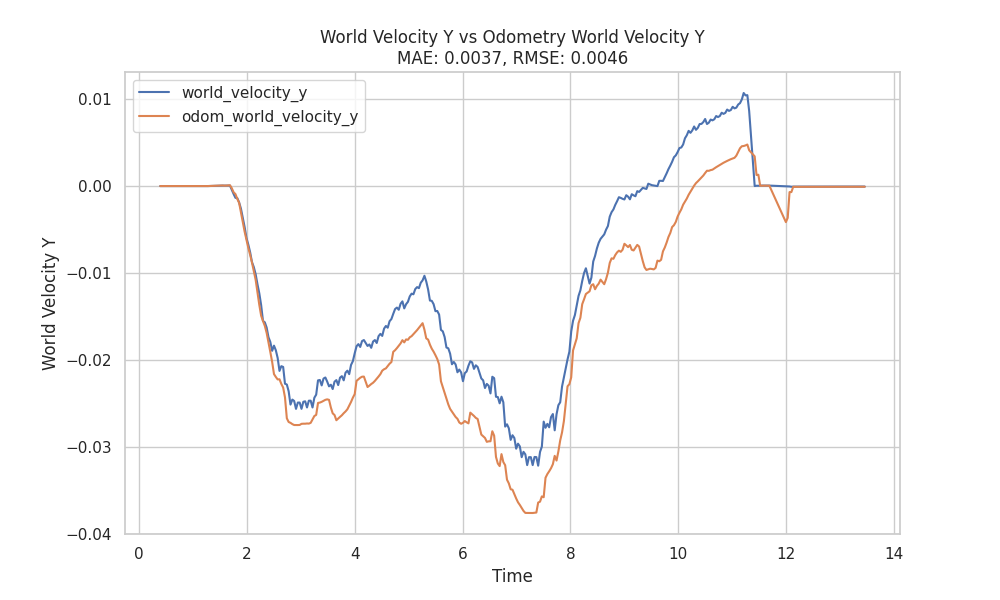 World Velocity Y vs Odometry World Velocity Y
MAE: 0.0037, RMSE: 0.0046
world_velocity_y
odom_world_velocity_y
0.01
0.00
−0.01
−0.02
−0.03
−0.04
World Velocity Y
0 2 4 6 8 10 12 14
Time